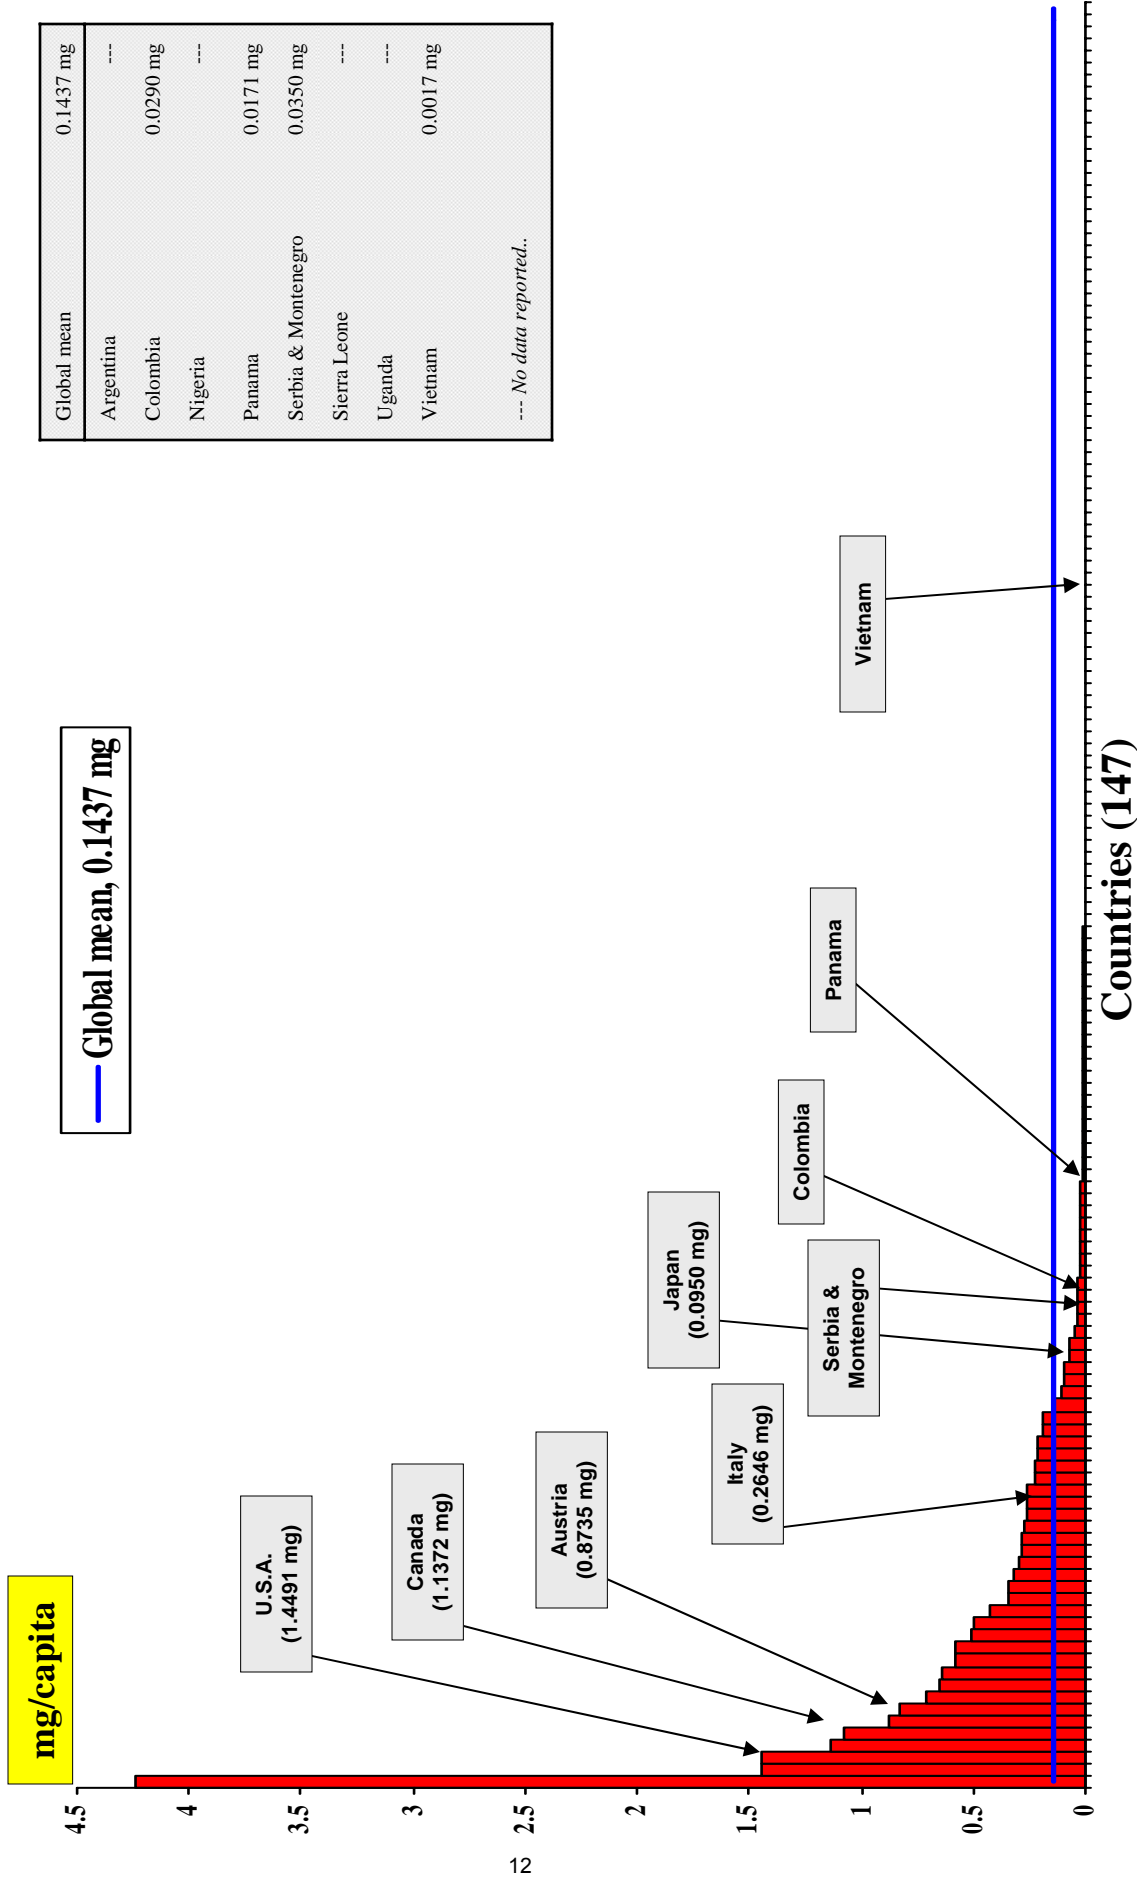 mg/capita
Global mean, 0.1437 mg
Global mean 0.1437 mg
Argentina ---
Colombia 0.0290 mg
Nigeria ---
Panama 0.0171 mg
Serbia & Montenegro 0.0350 mg
Sierra Leone ---
Uganda ---
Vietnam 0.0017 mg
--- No data reported..
4.5
4
3.5
3
2.5
2
1.5
1
0.5
0
U.S.A.
(1.4491 mg)
Canada
(1.1372 mg)
Austria
(0.8735 mg)
Italy
(0.2646 mg)
Japan
(0.0950 mg)
Serbia &
Montenegro
Colombia
Panama
Vietnam
Countries (147)
12